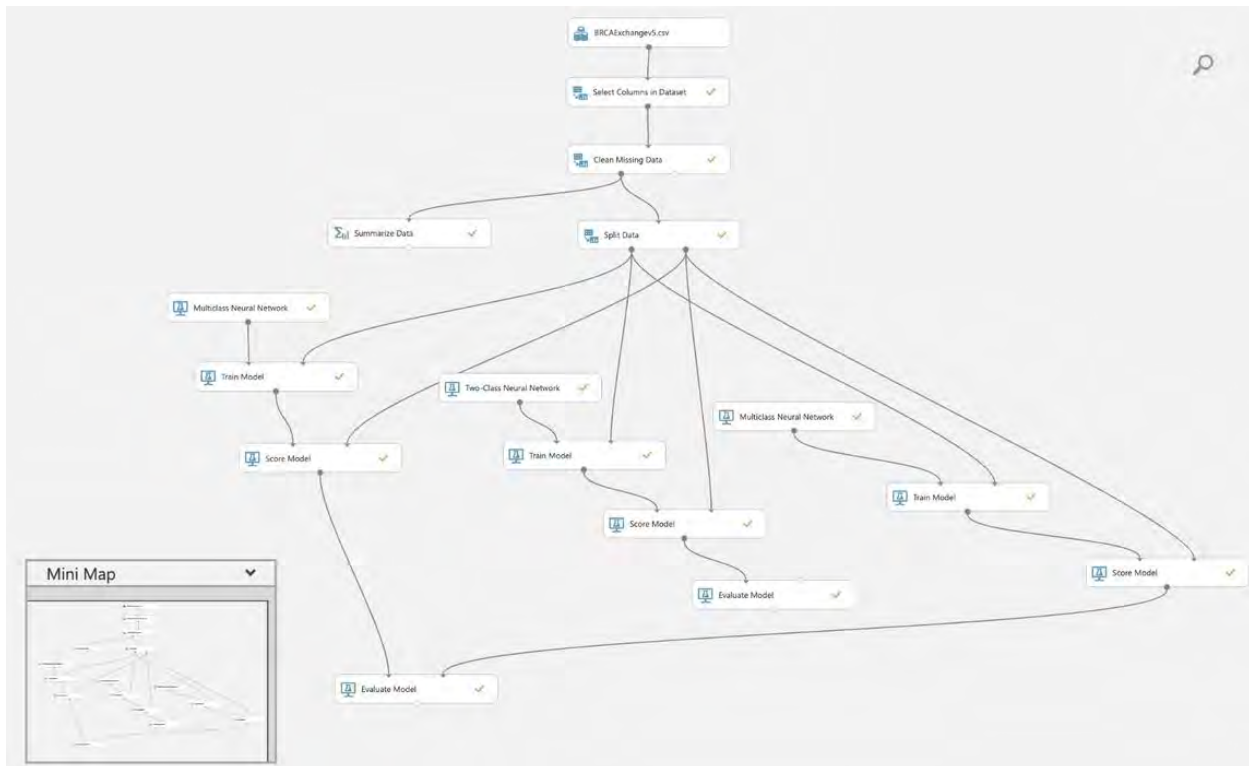 BRCAExchangev5.csv
Select Columns in Dataset
Clean Missing Data
Summarize Data
Split Data
Multiclass Neural Network
Train Model
Two-Class Neural Network
Multiclass Neural Network
Score Model
Train Model
Train Model
Score Model
Score Model
Evaluate Model
Mini Map
Evaluate Model